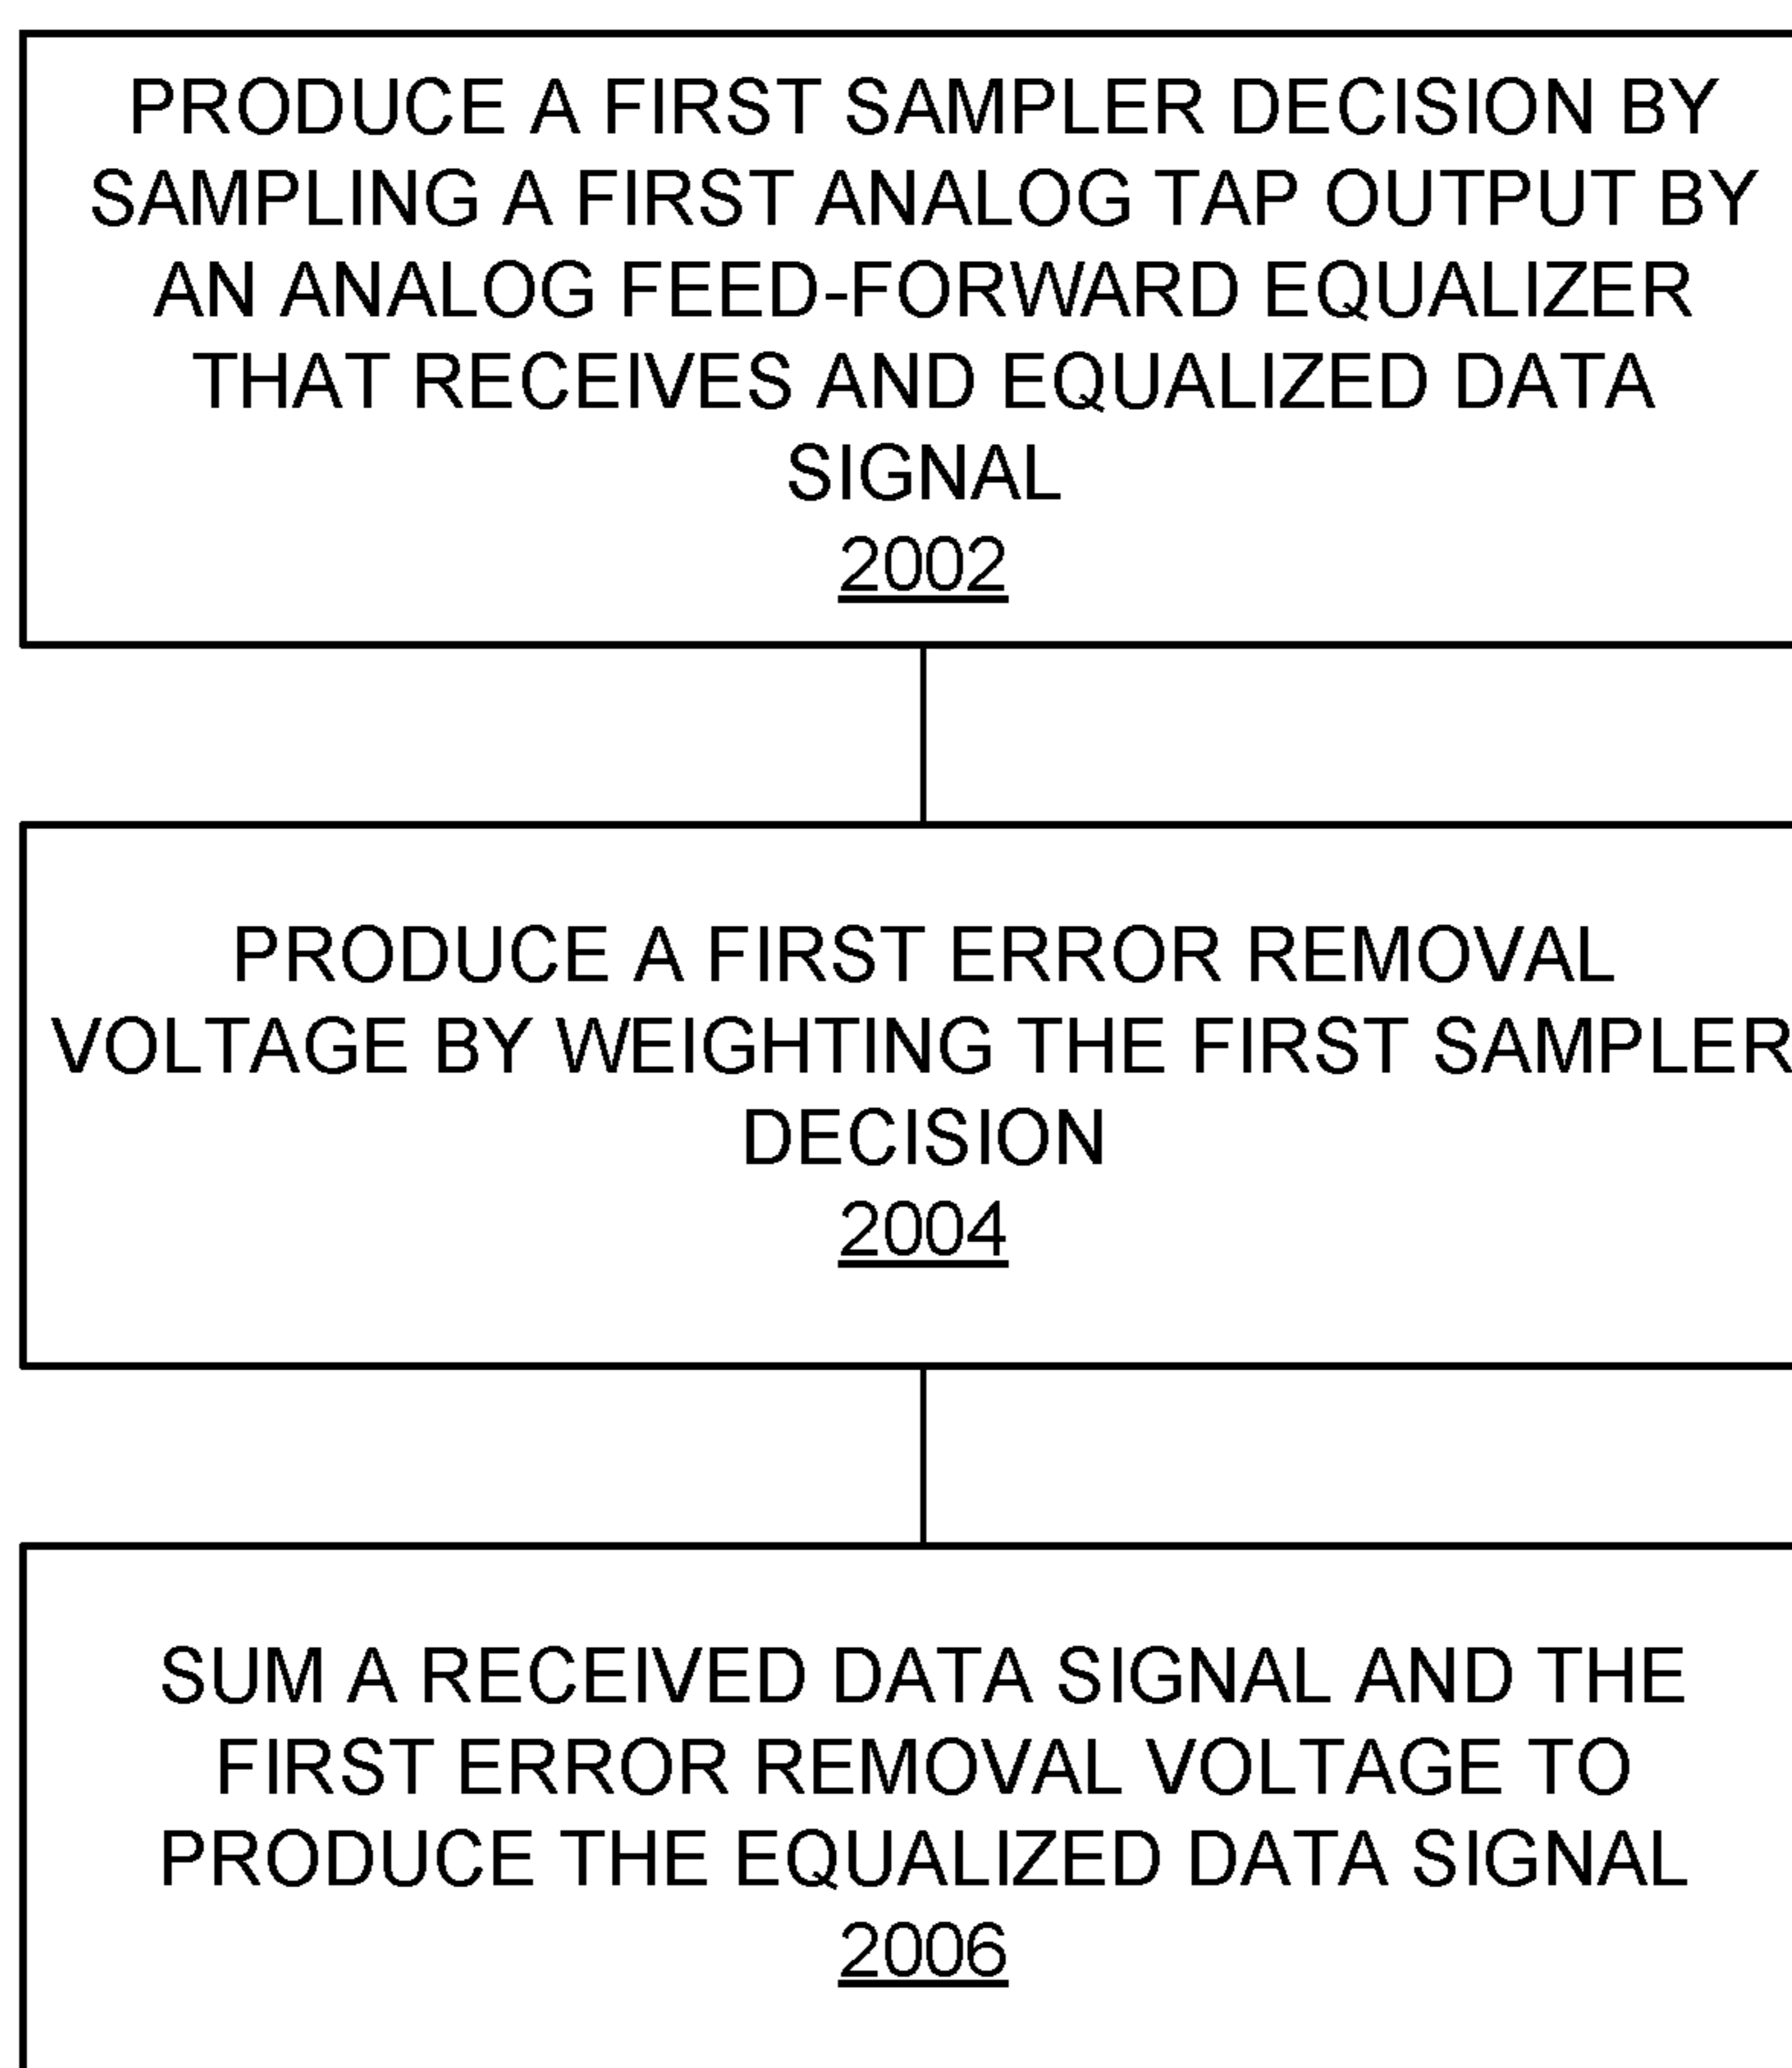 PRODUCE A FIRST SAMPLER DECISION BY
SAMPLING A FIRST ANALOG TAP OUTPUT BY
AN ANALOG FEED-FORWARD EQUALIZER
THAT RECEIVES AND EQUALIZED DATA
SIGNAL
2002
PRODUCE A FIRST ERROR REMOVAL
VOLTAGE BY WEIGHTING THE FIRST SAMPLER
DECISION
2004
SUM A RECEIVED DATA SIGNAL AND THE
FIRST ERROR REMOVAL VOLTAGE TO
PRODUCE THE EQUALIZED DATA SIGNAL
2006